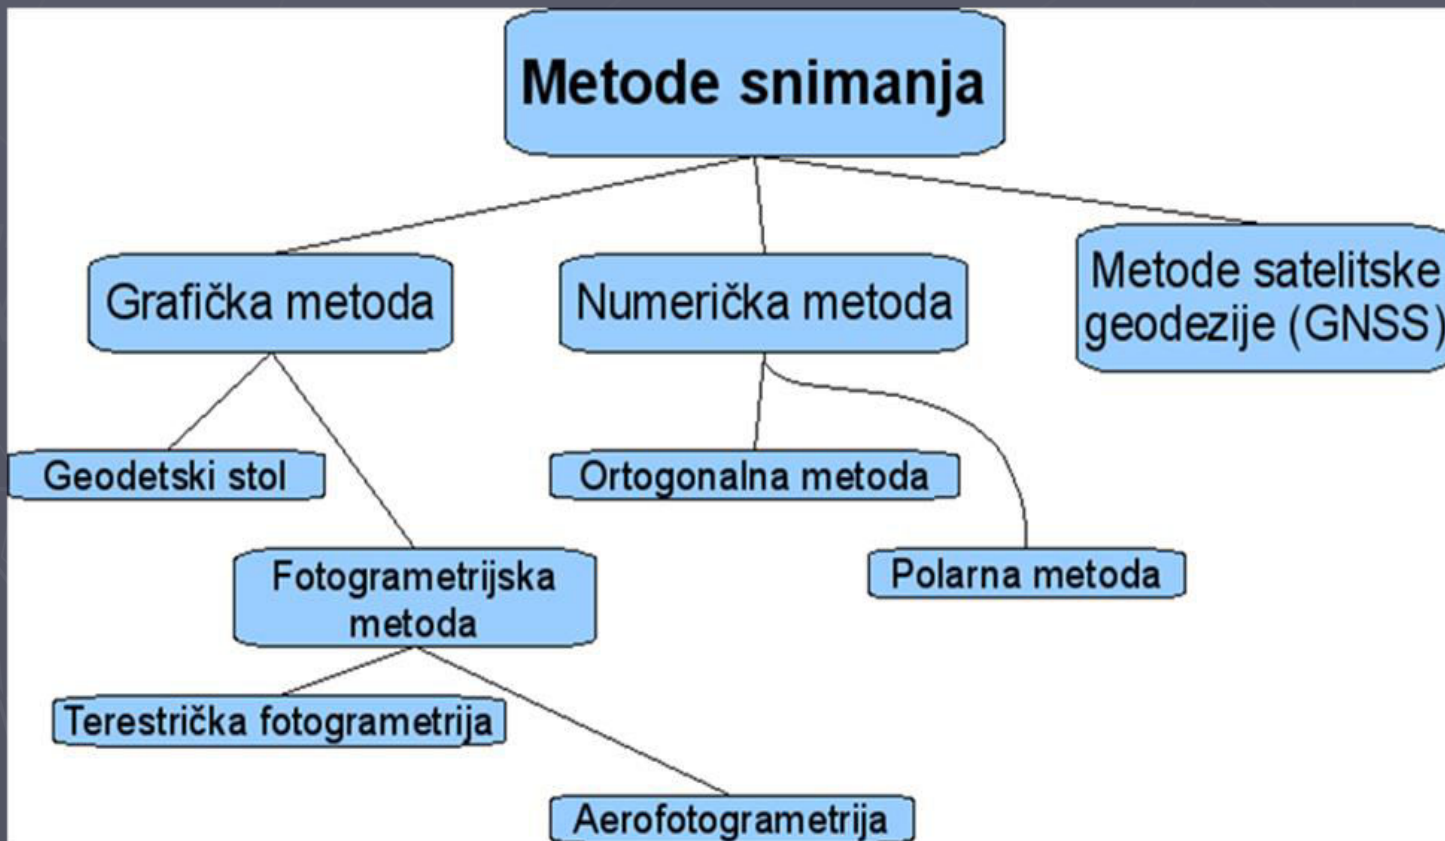 Metode snimanja
Grafička metoda
Numerička metoda
Metode satelitske
geodezije (GNSS)
Geodetski stol
Ortogonalna metoda
Fotogrametrijska
metoda
Polarna metoda
Terestrička fotogrametrija
Aerofotogrametrija